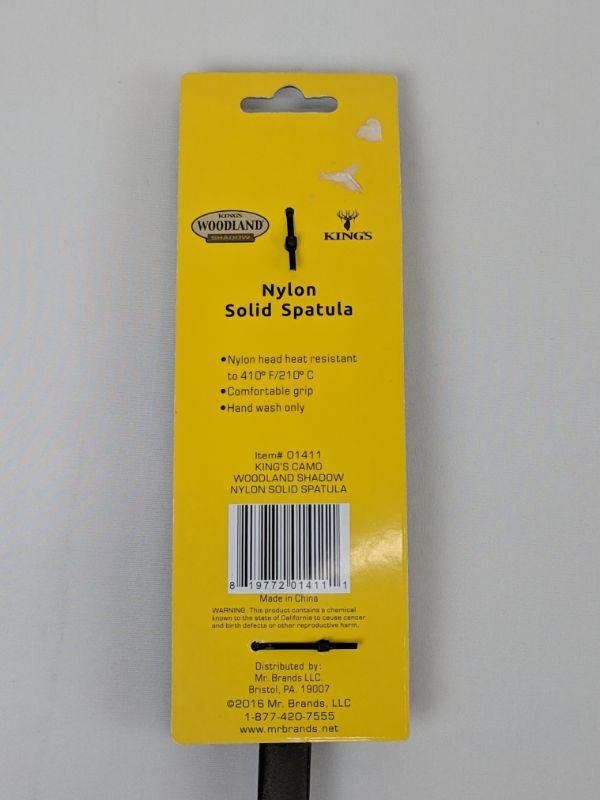 KING'S
WOODLAND
SHADOW
KING'S
Nylon
Solid Spatula
•Nylon head heat resistant
to 410º F/210º C
•Comfortable grip
•Hand wash only
Item# 01411
KING'S CAMO
WOODLAND SHADOW
NYLON SOLID SPATULA
8 19772 01411 1
Made in China
WARNING: This product contains a chemical
known to the state of California to cause cancer
and birth defects or other reproductive harm.
Distributed by:
Mr. Brands LLC.
Bristol, PA. 19007
©2016 Mr. Brands, LLC
1-877-420-7555
www.mrbrands.net